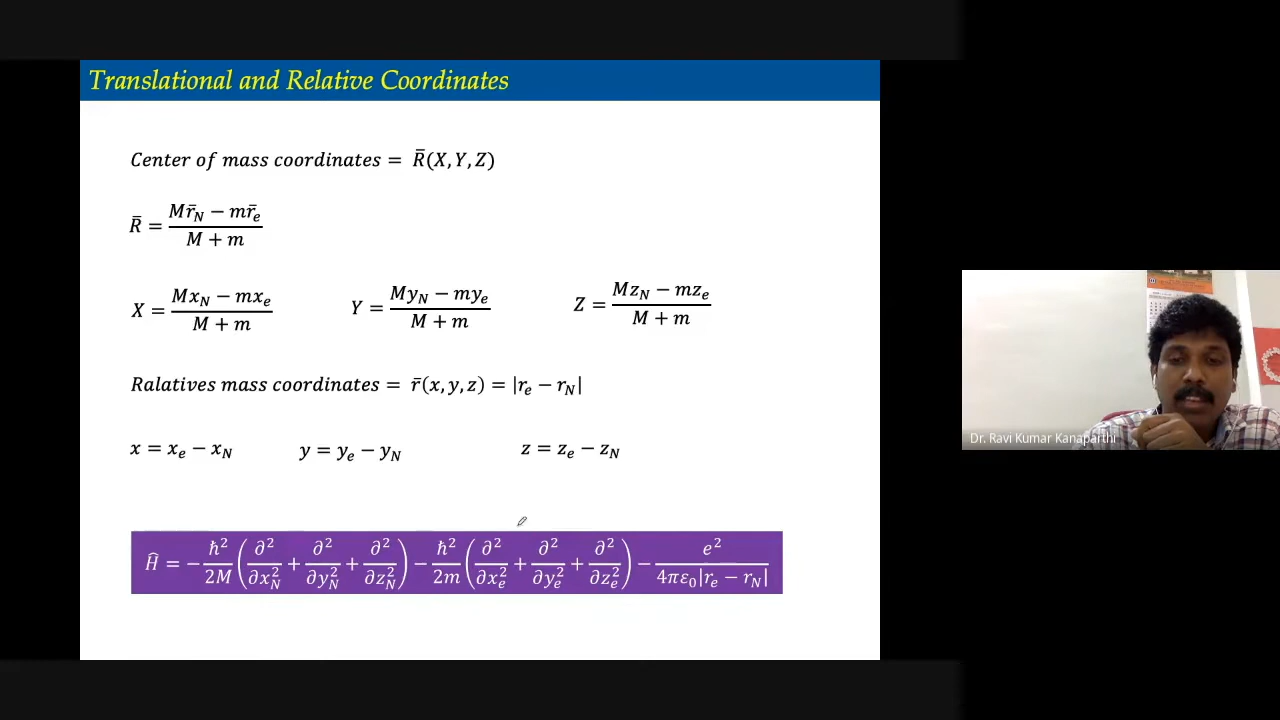 Translational and Relative Coordinates
Center of mass coordinates = R̄(X, Y, Z)
R̄ = (Mr̄_N − mr̄_e) / (M + m)
X = (Mx_N − mx_e) / (M + m) Y = (My_N − my_e) / (M + m) Z = (Mz_N − mz_e) / (M + m)
Ralatives mass coordinates = r̄(x, y, z) = |r_e − r_N|
x = x_e − x_N y = y_e − y_N z = z_e − z_N
Ĥ = −ħ²/2M (∂²/∂x_N² + ∂²/∂y_N² + ∂²/∂z_N²) − ħ²/2m (∂²/∂x_e² + ∂²/∂y_e² + ∂²/∂z_e²) − e²/(4πε₀|r_e − r_N|)
Dr. Ravi Kumar Kanaparthi